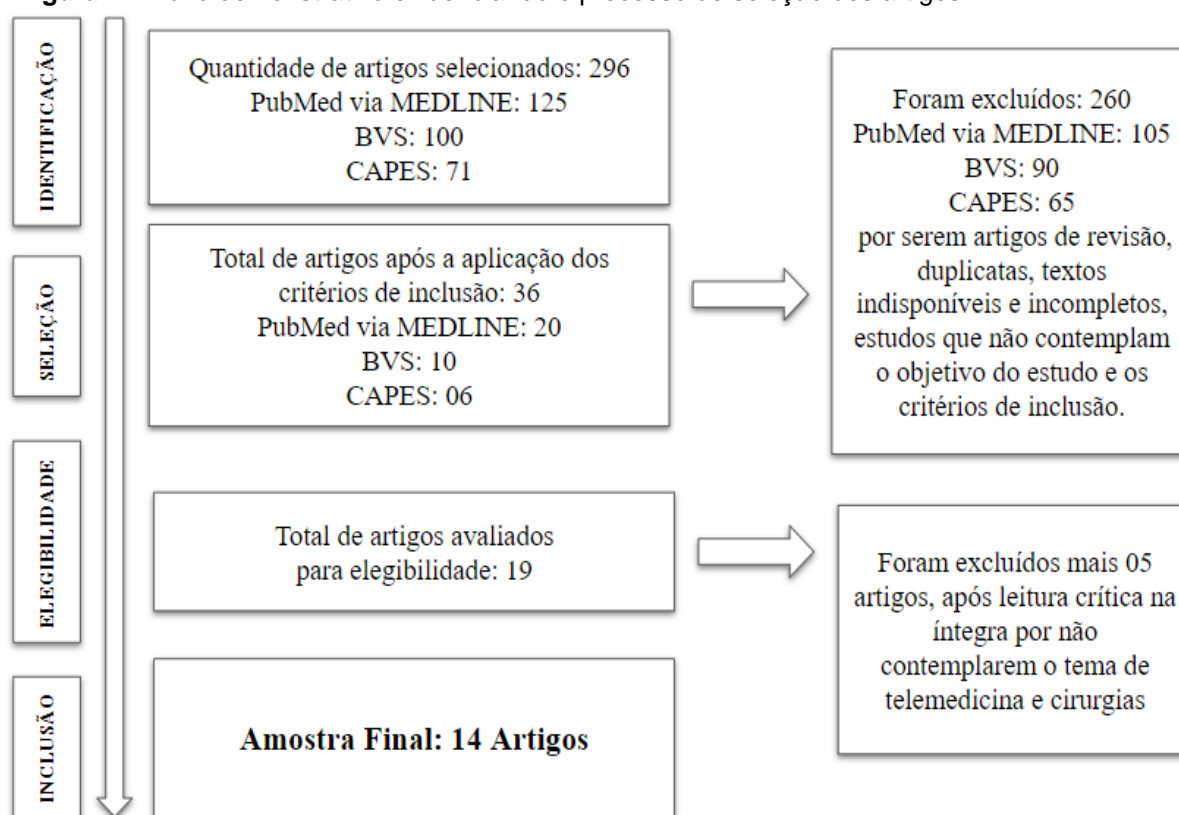 IDENTIFICAÇÃO
Quantidade de artigos selecionados: 296
PubMed via MEDLINE: 125
BVS: 100
CAPES: 71
Foram excluídos: 260
PubMed via MEDLINE: 105
BVS: 90
CAPES: 65
por serem artigos de revisão,
duplicatas, textos
indisponíveis e incompletos,
estudos que não contemplam
o objetivo do estudo e os
critérios de inclusão.
SELEÇÃO
Total de artigos após a aplicação dos
critérios de inclusão: 36
PubMed via MEDLINE: 20
BVS: 10
CAPES: 06
ELEGIBILIDADE
Total de artigos avaliados
para elegibilidade: 19
Foram excluídos mais 05
artigos, após leitura crítica na
íntegra por não
contemplarem o tema de
telemedicina e cirurgias
INCLUSÃO
Amostra Final: 14 Artigos